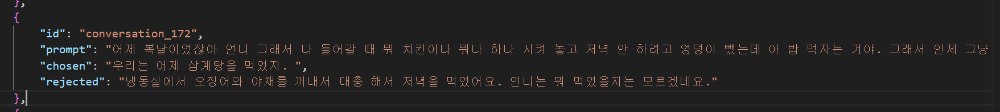 },
{
"id": "conversation_172",
"prompt": "어제 복날이었잖아 언니 그래서 나 들어갈 때 뭐 치킨이나 뭐나 하나 시켜 놓고 저녁 안 하려고 엉덩이 뺐는데 아 밥 먹자는 거야. 그래서 인제 그냥
"chosen": "우리는 어제 삼계탕을 먹었지. ",
"rejected": "냉동실에서 오징어와 야채를 꺼내서 대충 해서 저녁을 먹었어요. 언니는 뭐 먹었을지는 모르겠네요."
},